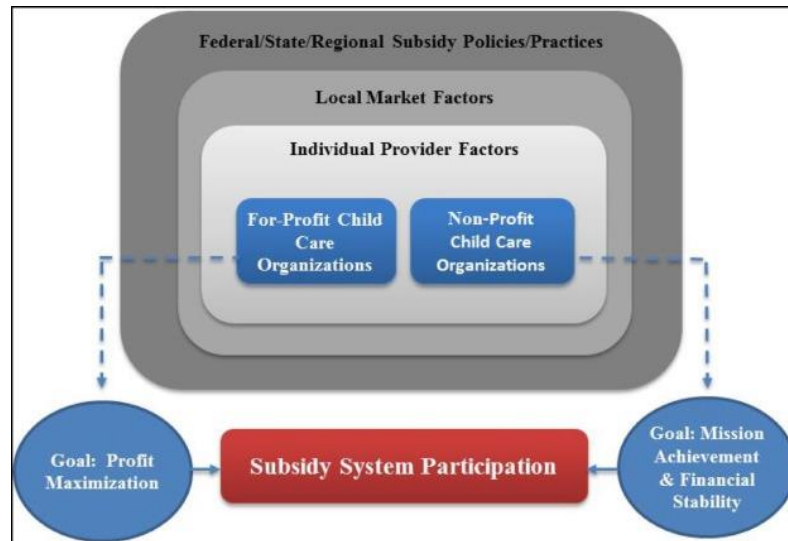 Federal/State/Regional Subsidy Policies/Practices
Local Market Factors
Individual Provider Factors
For-Profit Child
Care
Organizations
Non-Profit
Child Care
Organizations
Goal: Profit
Maximization
Subsidy System Participation
Goal: Mission
Achievement
& Financial
Stability